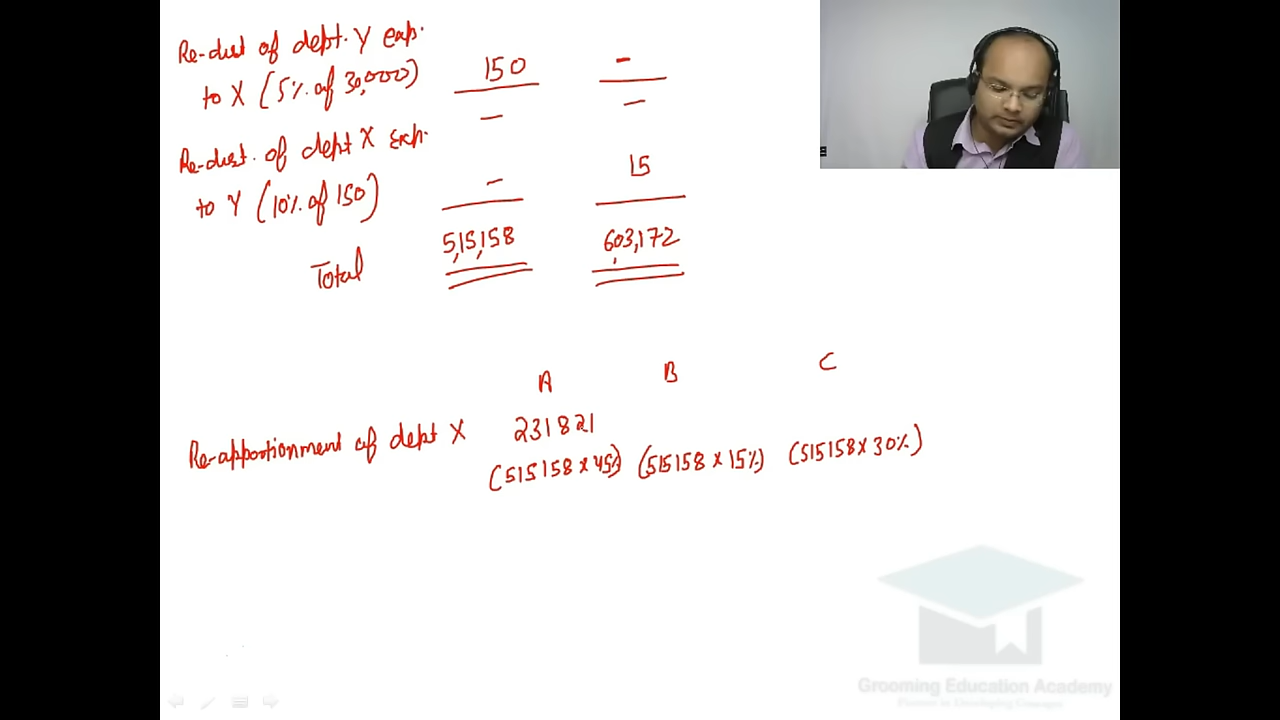 Re-dist of dept. Y exp.
to X (5% of 30,000) 150 -
- -
Re-dist. of dept X exp.
to Y (10% of 150) - 15
Total 5,15,158 603,172
A B C
Re-apportionment of dept X 231821
(515158 x 45%) (515158 x 15%) (515158 x 30%)
Grooming Education Academy